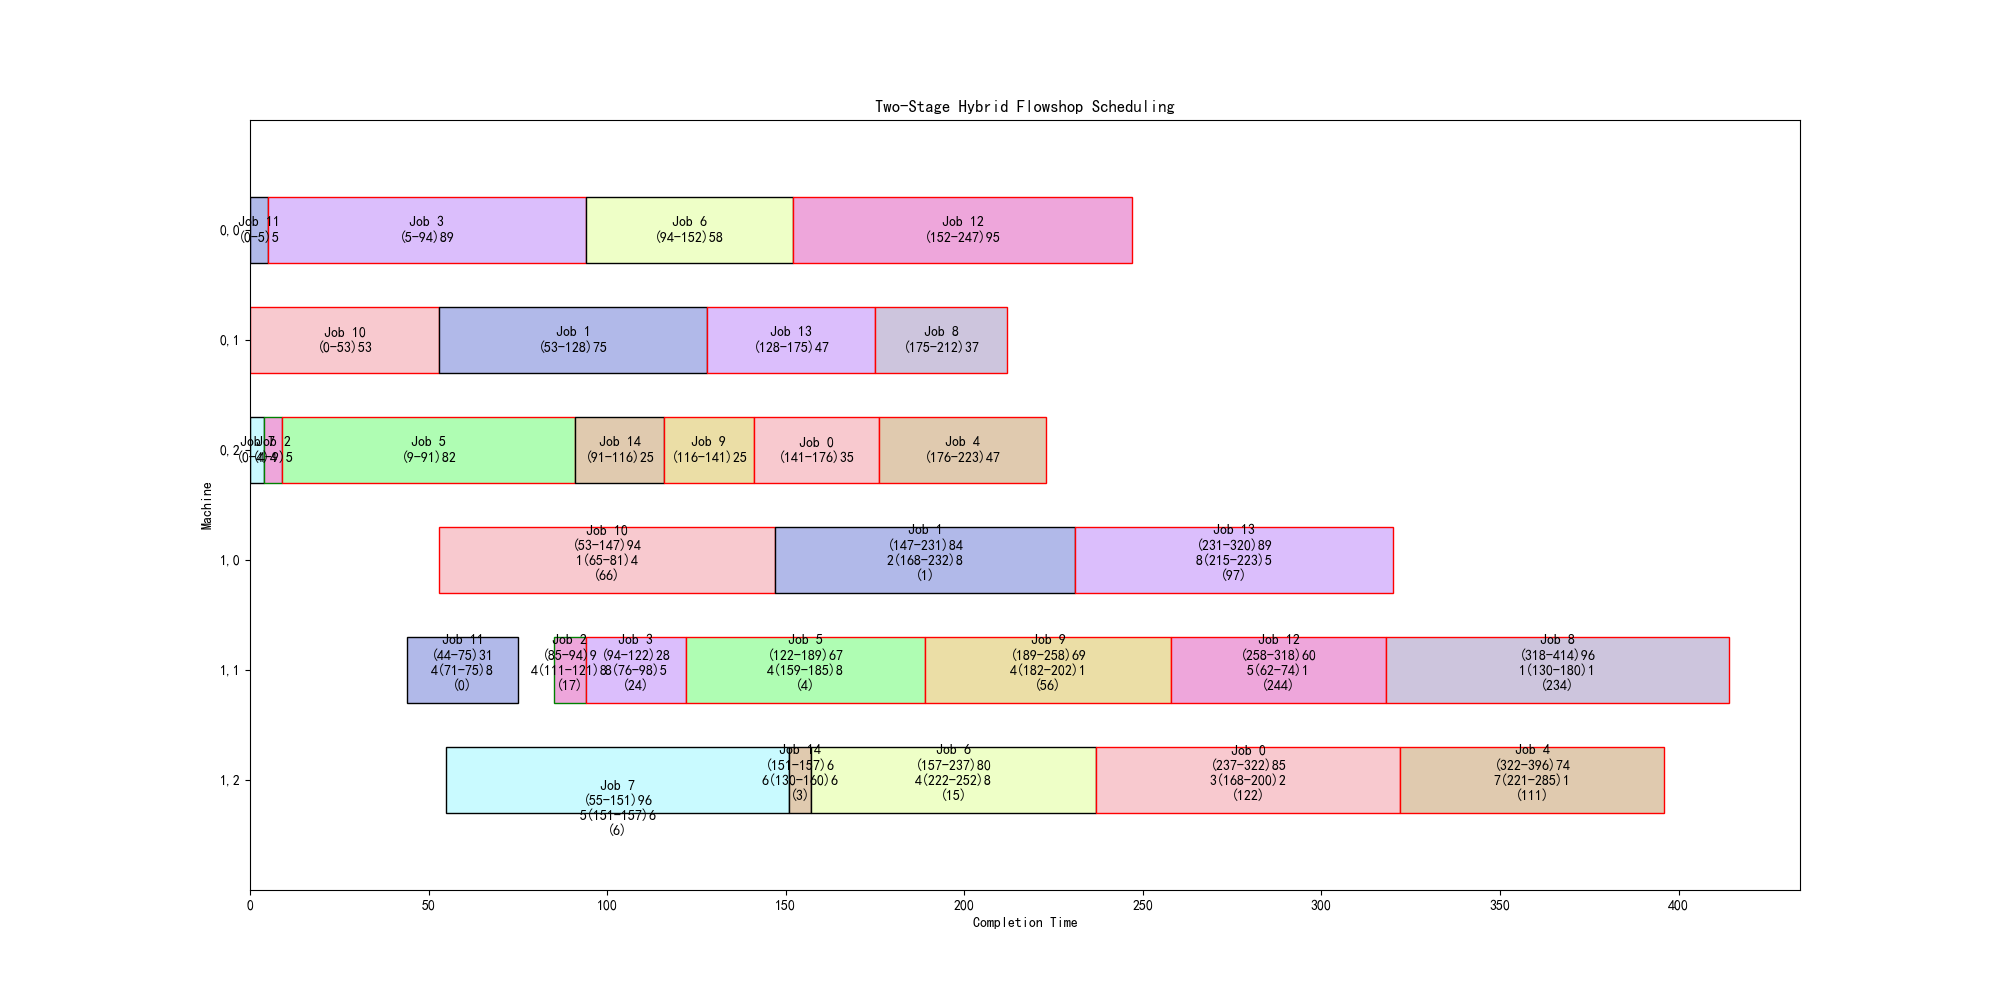 Two-Stage Hybrid Flowshop Scheduling
0,0
Job 11
(0-5)5
Job 3
(5-94)89
Job 6
(94-152)58
Job 12
(152-247)95
0,1
Job 10
(0-53)53
Job 1
(53-128)75
Job 13
(128-175)47
Job 8
(175-212)37
0,2
Job 7
(0-4)4
Job 2
(4-9)5
Job 5
(9-91)82
Job 14
(91-116)25
Job 9
(116-141)25
Job 0
(141-176)35
Job 4
(176-223)47
Machine
1,0
Job 10
(53-147)94
1(65-81)4
(66)
Job 1
(147-231)84
2(168-232)8
(1)
Job 13
(231-320)89
8(215-223)5
(97)
1,1
Job 11
(44-75)31
4(71-75)8
(0)
Job 2
(85-94)9
4(111-121)8
(17)
Job 3
(94-122)28
8(76-98)5
(24)
Job 5
(122-189)67
4(159-185)8
(4)
Job 9
(189-258)69
4(182-202)1
(56)
Job 12
(258-318)60
5(62-74)1
(244)
Job 8
(318-414)96
1(130-180)1
(234)
1,2
Job 7
(55-151)96
5(151-157)6
(6)
Job 14
(151-157)6
6(130-160)6
(3)
Job 6
(157-237)80
4(222-252)8
(15)
Job 0
(237-322)85
3(168-200)2
(122)
Job 4
(322-396)74
7(221-285)1
(111)
0
50
100
150
200
250
300
350
400
Completion Time